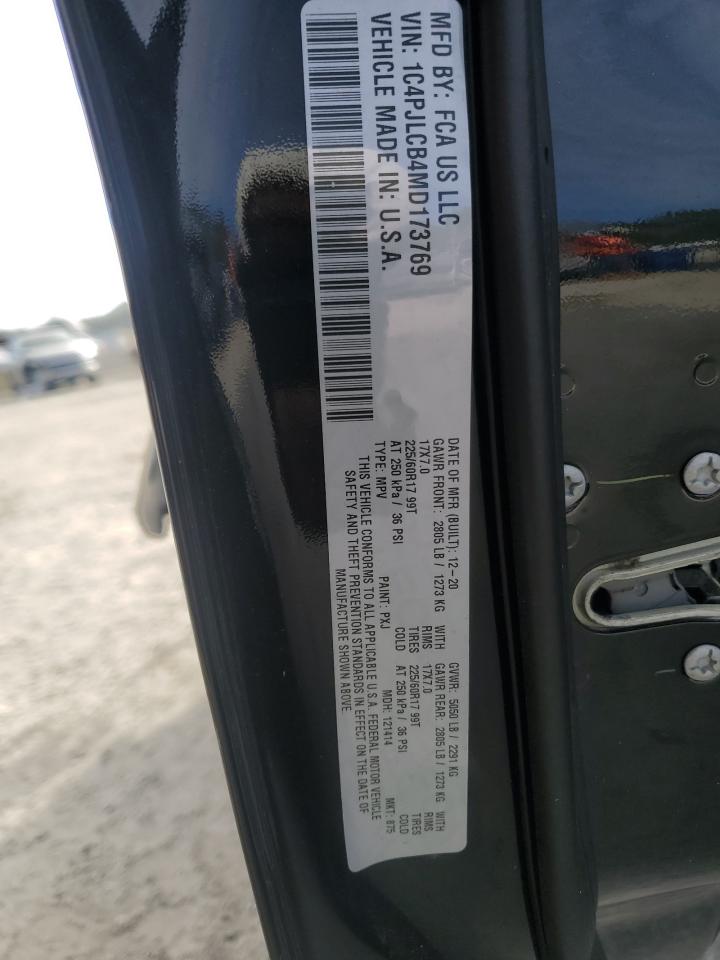 MFD BY: FCA US LLC
VIN: 1C4PJLCB4MD173769
VEHICLE MADE IN: U.S.A.
DATE OF MFR (BUILT): 12-20 GVWR: 5050 LB / 2291 KG
GAWR FRONT: 2805 LB / 1273 KG WITH GAWR REAR: 2805 LB / 1273 KG WITH
17X7.0 RIMS 17X7.0 RIMS
225/60R17 99T TIRES 225/60R17 99T TIRES
AT 250 kPa / 36 PSI COLD AT 250 kPa / 36 PSI COLD
TYPE: MPV PAINT: PXJ MDH: 121414 MKT: 875
THIS VEHICLE CONFORMS TO ALL APPLICABLE U.S.A. FEDERAL MOTOR VEHICLE
SAFETY AND THEFT PREVENTION STANDARDS IN EFFECT ON THE DATE OF
MANUFACTURE SHOWN ABOVE.